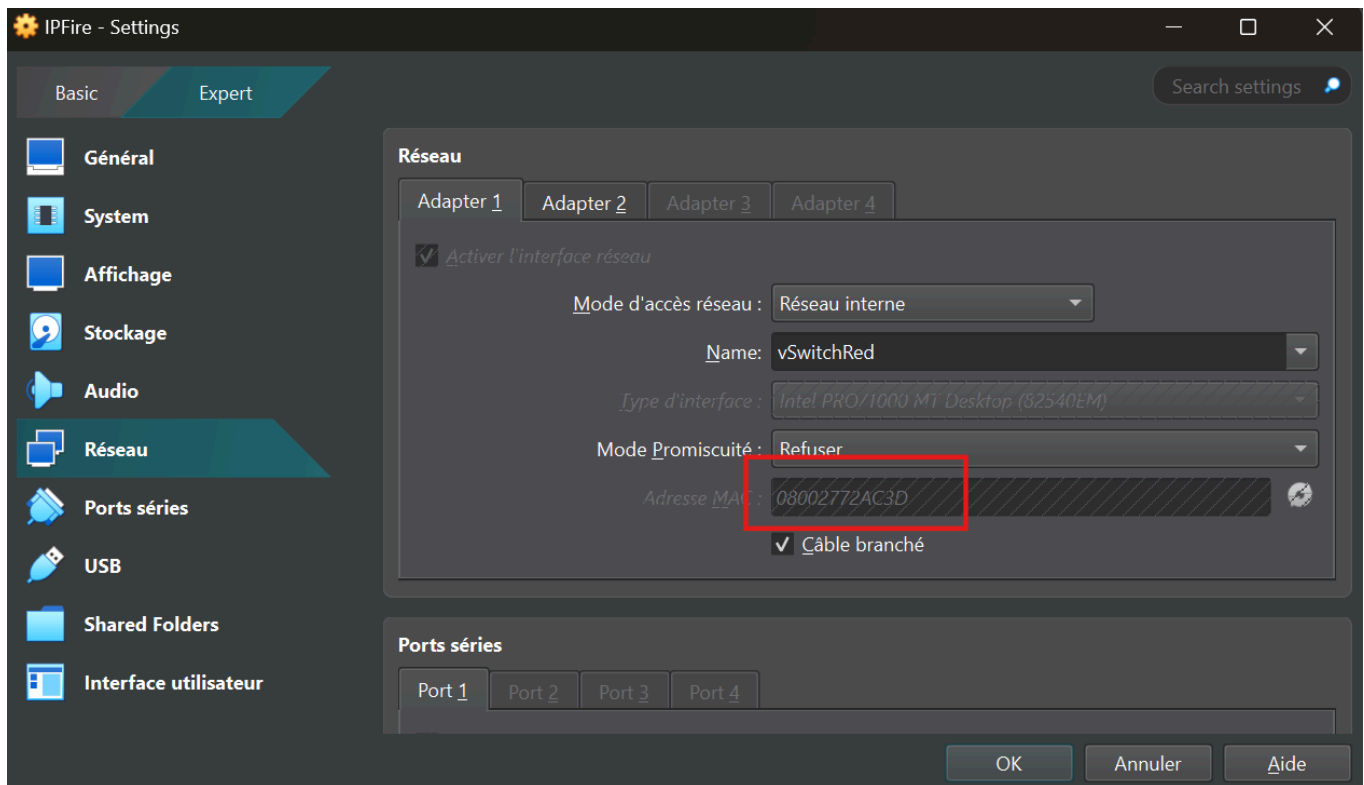 IPFire - Settings
Basic
Expert
Search settings
Général
System
Affichage
Stockage
Audio
Réseau
Ports séries
USB
Shared Folders
Interface utilisateur
Réseau
Adapter 1
Adapter 2
Adapter 3
Adapter 4
Activer l'interface réseau
Mode d'accès réseau : Réseau interne
Name: vSwitchRed
Type d'interface : Intel PRO/1000 MT Desktop (82540EM)
Mode Promiscuité : Refuser
Adresse MAC : 08002772AC3D
Câble branché
Ports séries
Port 1
Port 2
Port 3
Port 4
OK
Annuler
Aide